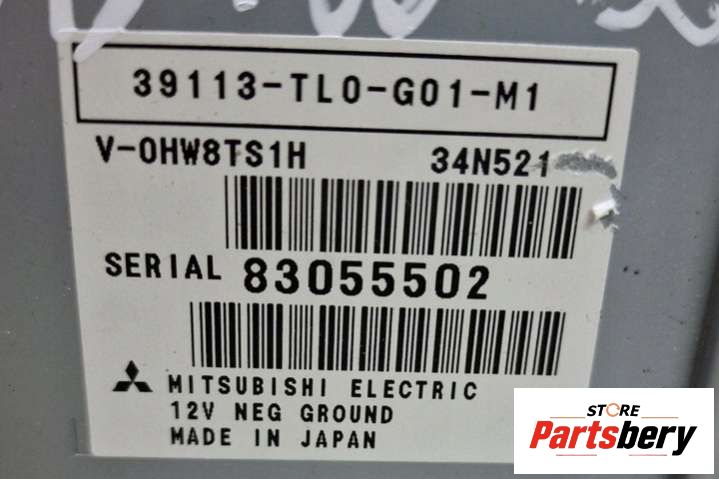 39113-TL0-G01-M1
V-0HW8TS1H 34N521
SERIAL 83055502
MITSUBISHI ELECTRIC
12V NEG GROUND
MADE IN JAPAN
STORE
Partsbery